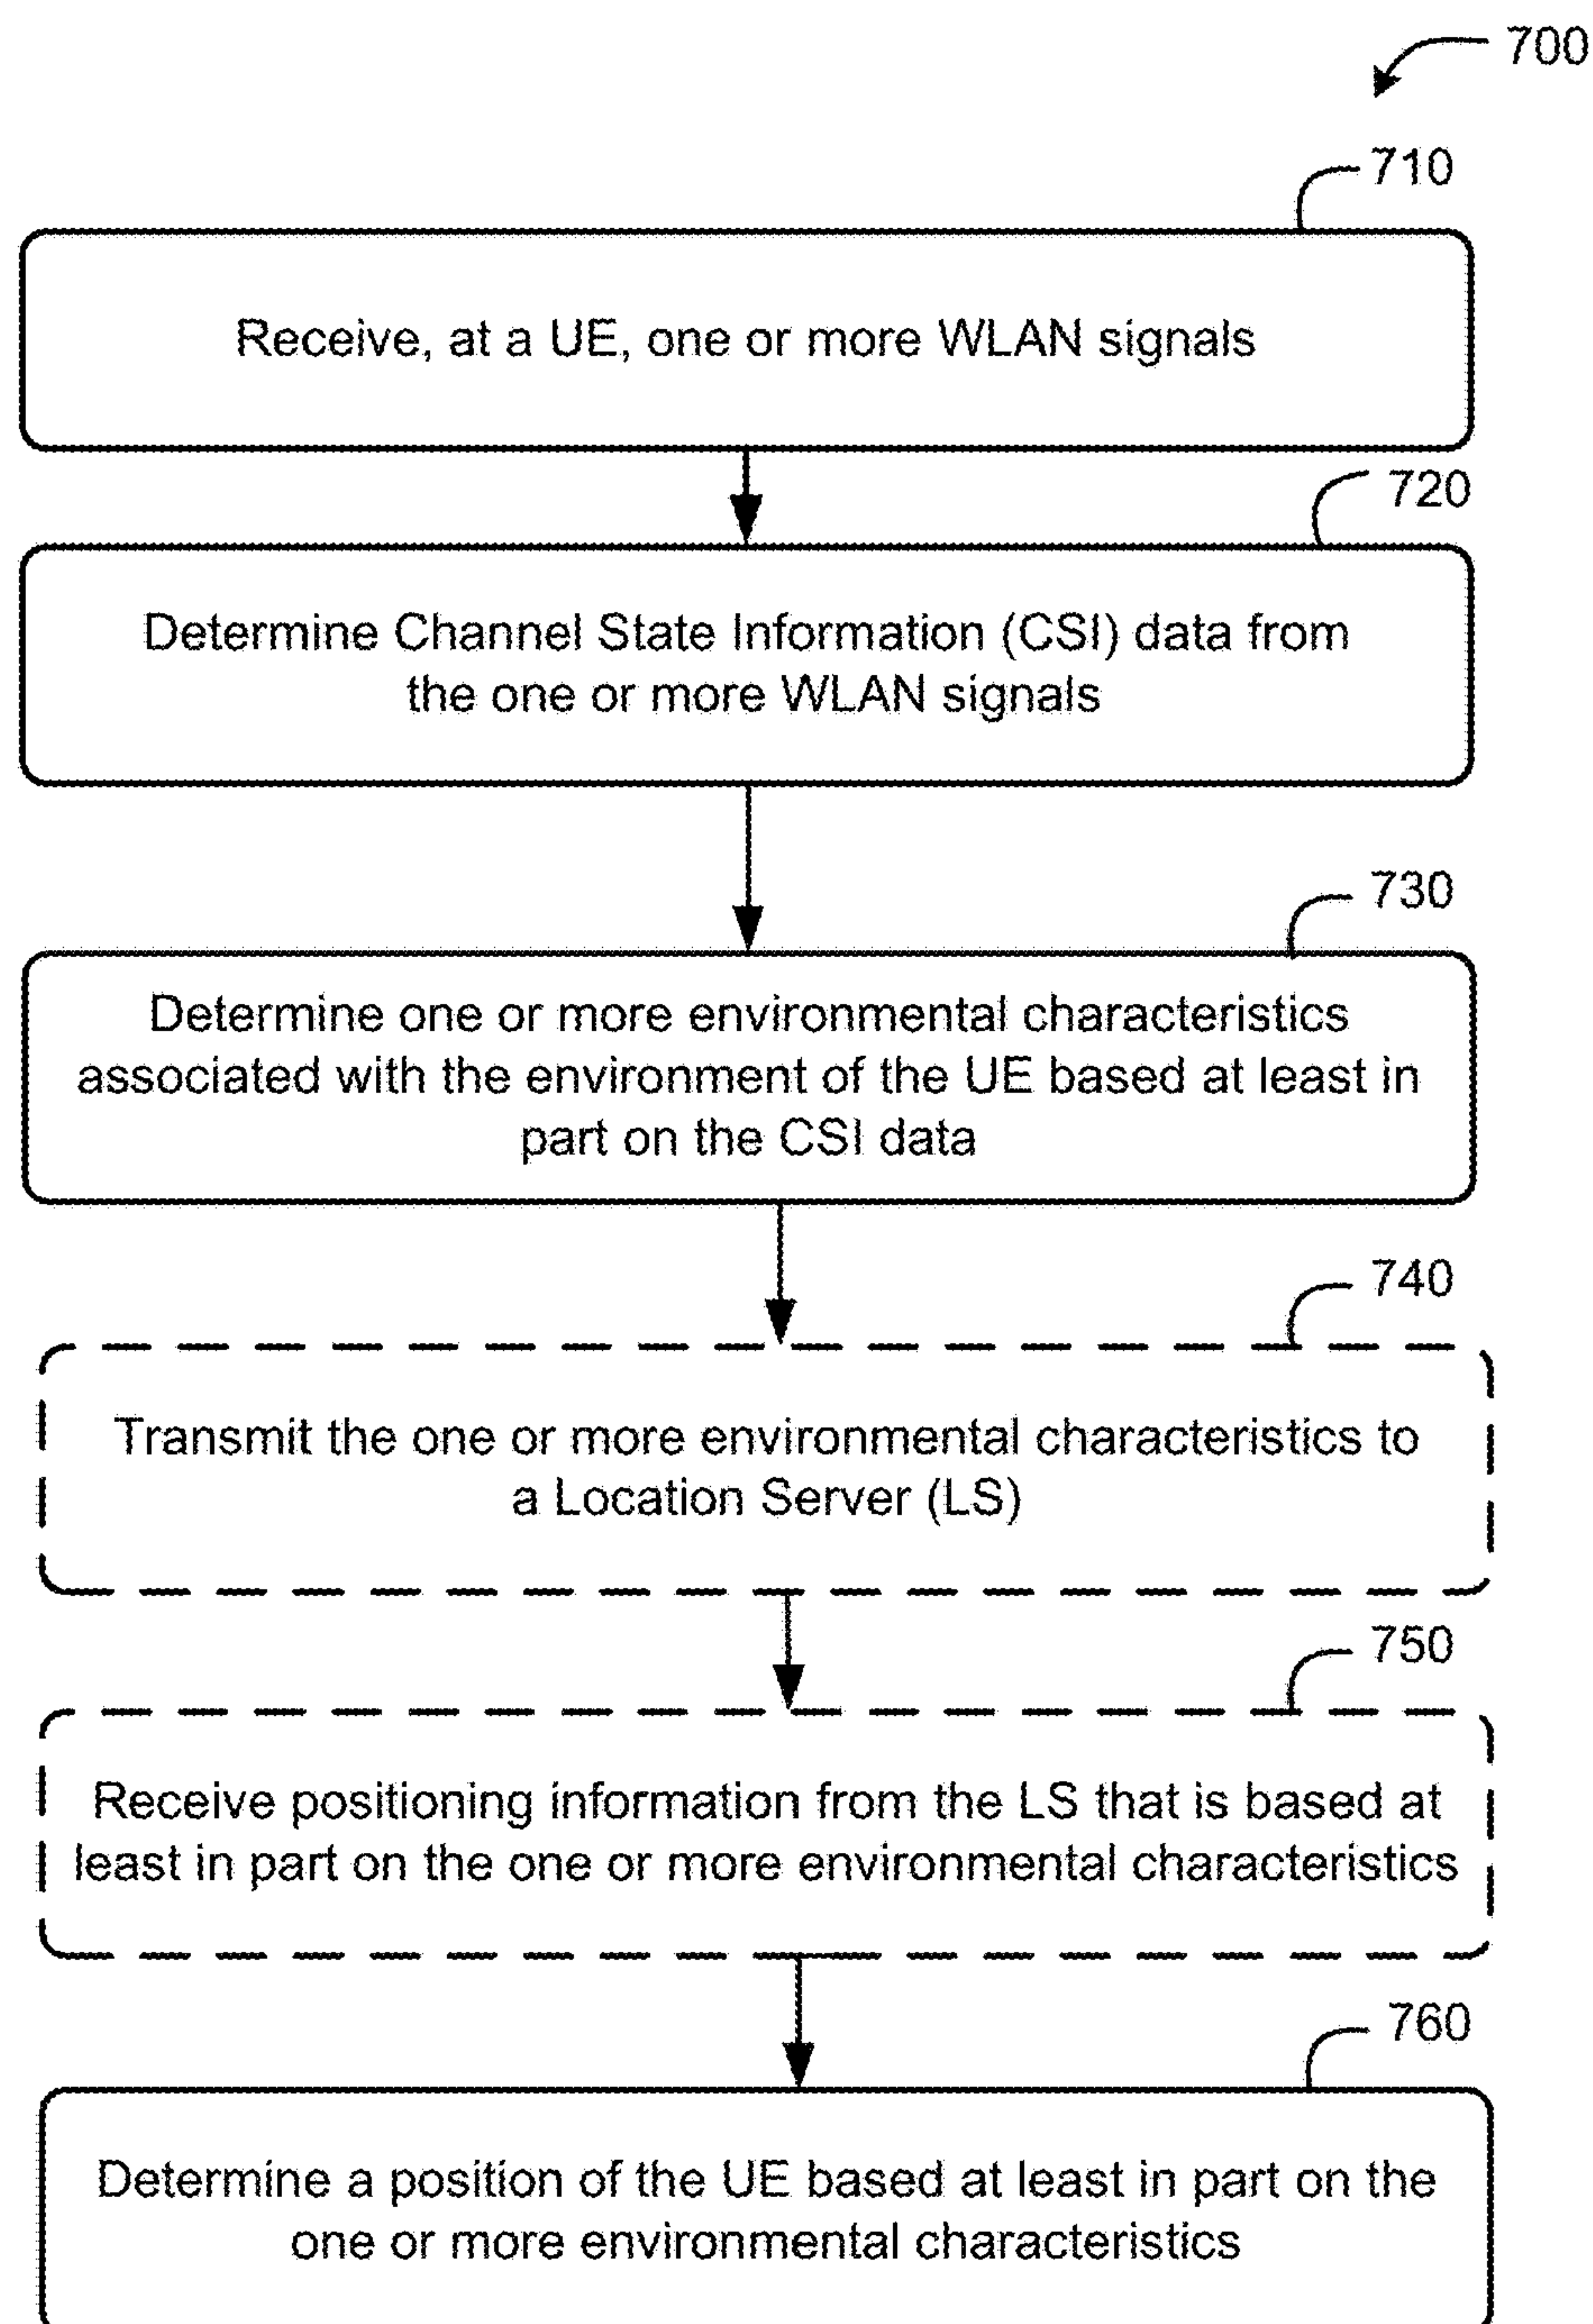 700
710
Receive, at a UE, one or more WLAN signals
720
Determine Channel State Information (CSI) data from
the one or more WLAN signals
730
Determine one or more environmental characteristics
associated with the environment of the UE based at least in
part on the CSI data
740
Transmit the one or more environmental characteristics to
a Location Server (LS)
750
Receive positioning information from the LS that is based at
least in part on the one or more environmental characteristics
760
Determine a position of the UE based at least in part on the
one or more environmental characteristics